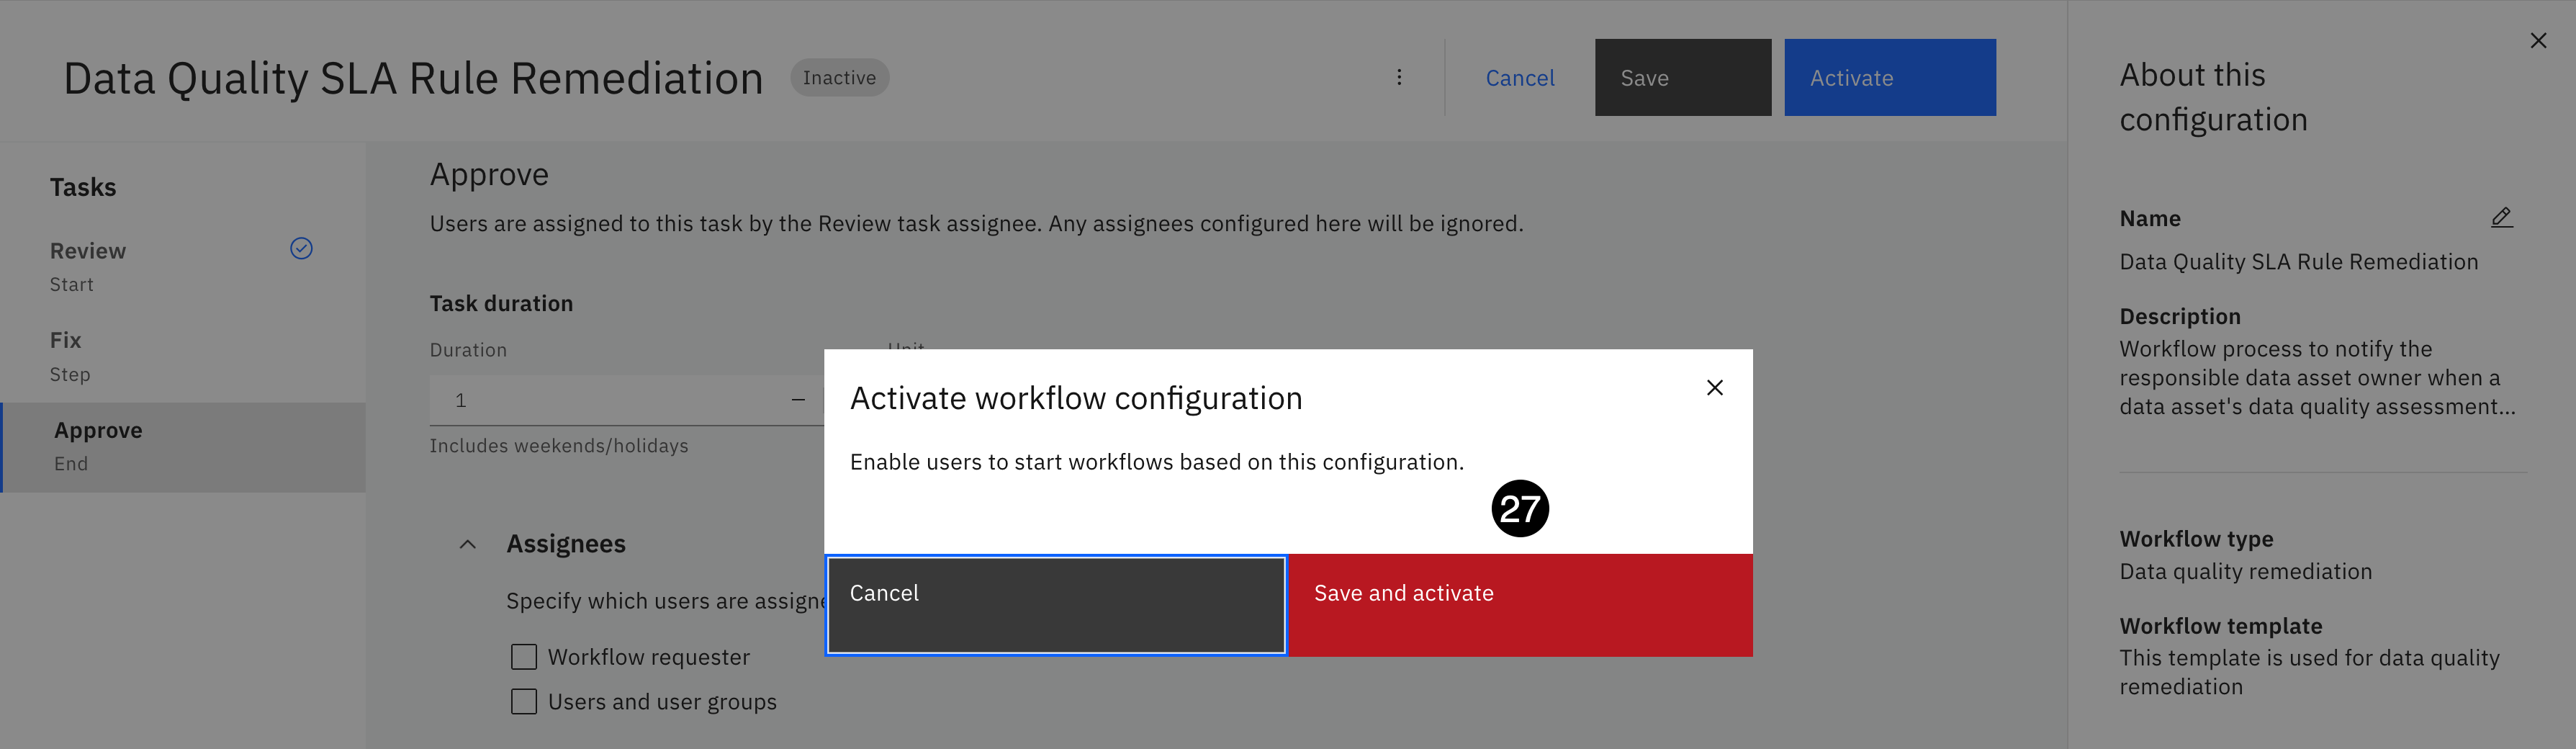 Data Quality SLA Rule Remediation
Inactive
Cancel
Save
Activate
Tasks
Review
Start
Fix
Step
Approve
End
Approve
Users are assigned to this task by the Review task assignee. Any assignees configured here will be ignored.
Task duration
Duration
Unit
1
Includes weekends/holidays
Assignees
Specify which users are assigne
Workflow requester
Users and user groups
Activate workflow configuration
Enable users to start workflows based on this configuration.
27
Cancel
Save and activate
About this
configuration
Name
Data Quality SLA Rule Remediation
Description
Workflow process to notify the
responsible data asset owner when a
data asset's data quality assessment...
Workflow type
Data quality remediation
Workflow template
This template is used for data quality
remediation